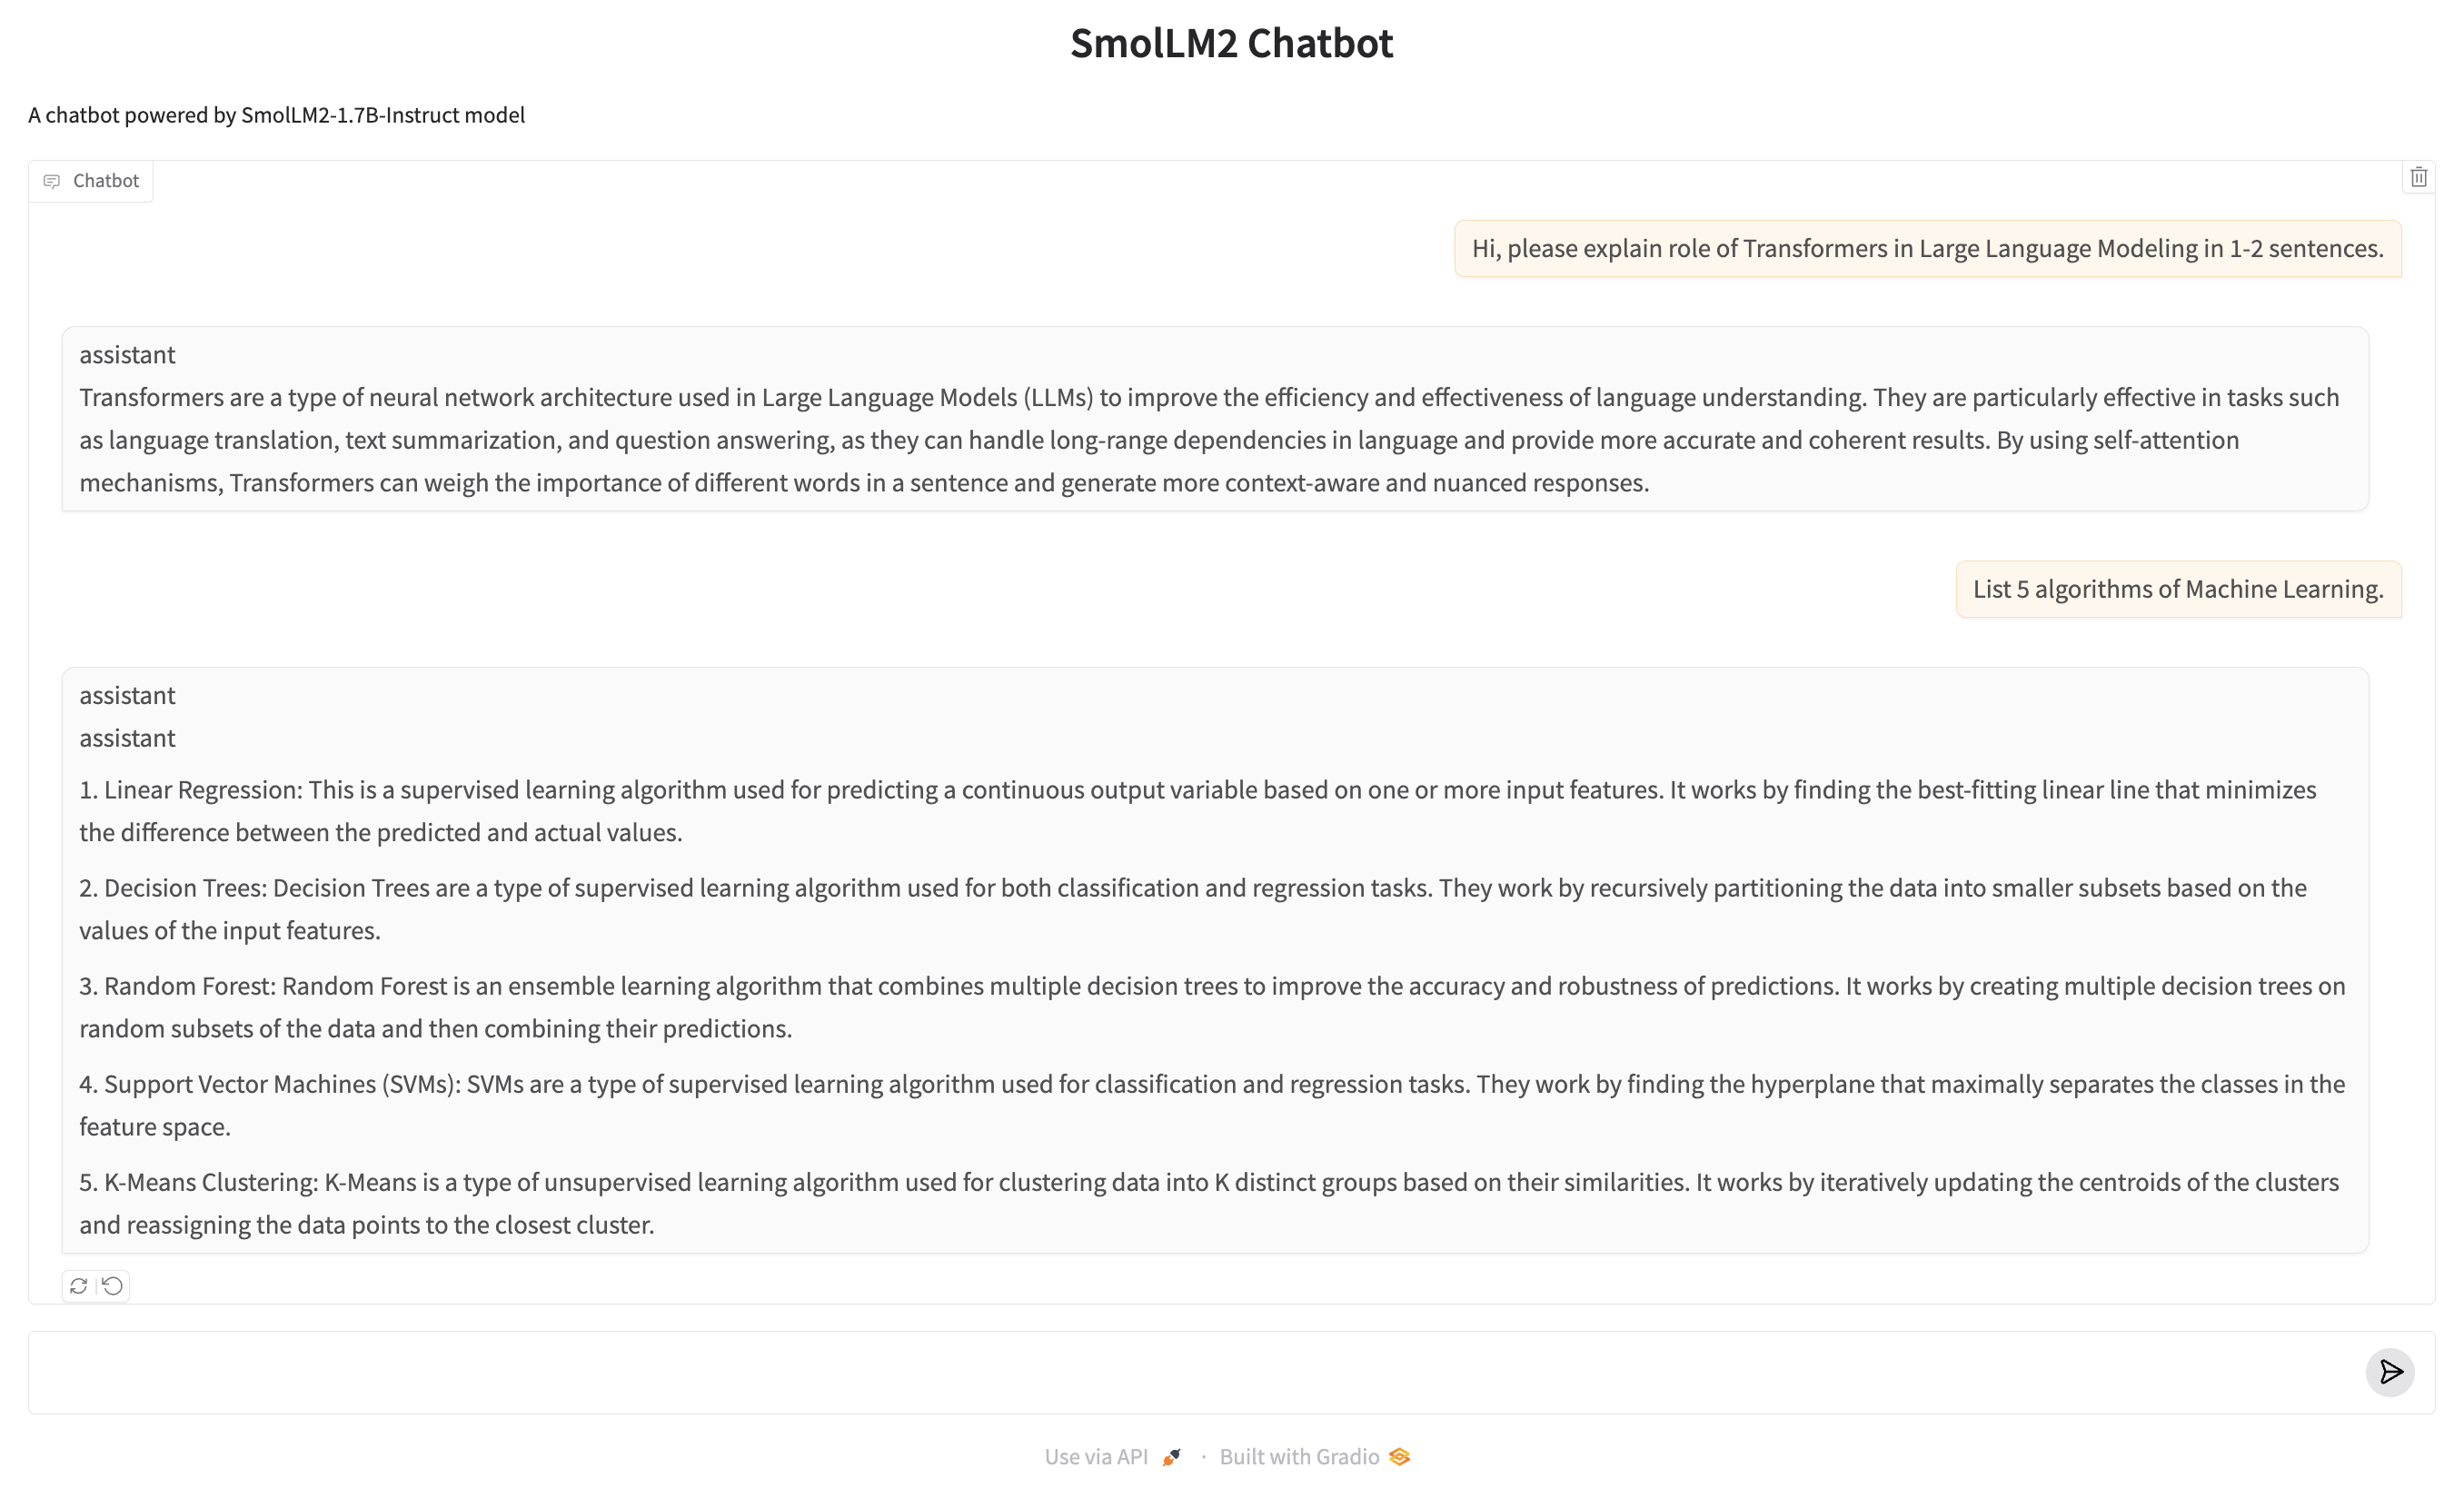 SmolLM2 Chatbot
A chatbot powered by SmolLM2-1.7B-Instruct model
Chatbot
Hi, please explain role of Transformers in Large Language Modeling in 1-2 sentences.
assistant
Transformers are a type of neural network architecture used in Large Language Models (LLMs) to improve the efficiency and effectiveness of language understanding. They are particularly effective in tasks such
as language translation, text summarization, and question answering, as they can handle long-range dependencies in language and provide more accurate and coherent results. By using self-attention
mechanisms, Transformers can weigh the importance of different words in a sentence and generate more context-aware and nuanced responses.
List 5 algorithms of Machine Learning.
assistant
assistant
1. Linear Regression: This is a supervised learning algorithm used for predicting a continuous output variable based on one or more input features. It works by finding the best-fitting linear line that minimizes
the difference between the predicted and actual values.
2. Decision Trees: Decision Trees are a type of supervised learning algorithm used for both classification and regression tasks. They work by recursively partitioning the data into smaller subsets based on the
values of the input features.
3. Random Forest: Random Forest is an ensemble learning algorithm that combines multiple decision trees to improve the accuracy and robustness of predictions. It works by creating multiple decision trees on
random subsets of the data and then combining their predictions.
4. Support Vector Machines (SVMs): SVMs are a type of supervised learning algorithm used for classification and regression tasks. They work by finding the hyperplane that maximally separates the classes in the
feature space.
5. K-Means Clustering: K-Means is a type of unsupervised learning algorithm used for clustering data into K distinct groups based on their similarities. It works by iteratively updating the centroids of the clusters
and reassigning the data points to the closest cluster.
Use via API · Built with Gradio